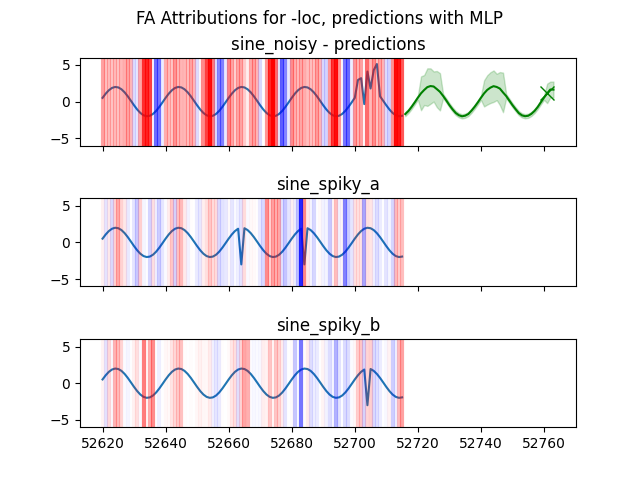 FA Attributions for -loc, predictions with MLP
sine_noisy - predictions
5
0
−5
sine_spiky_a
5
0
−5
sine_spiky_b
5
0
−5
52620 52640 52660 52680 52700 52720 52740 52760